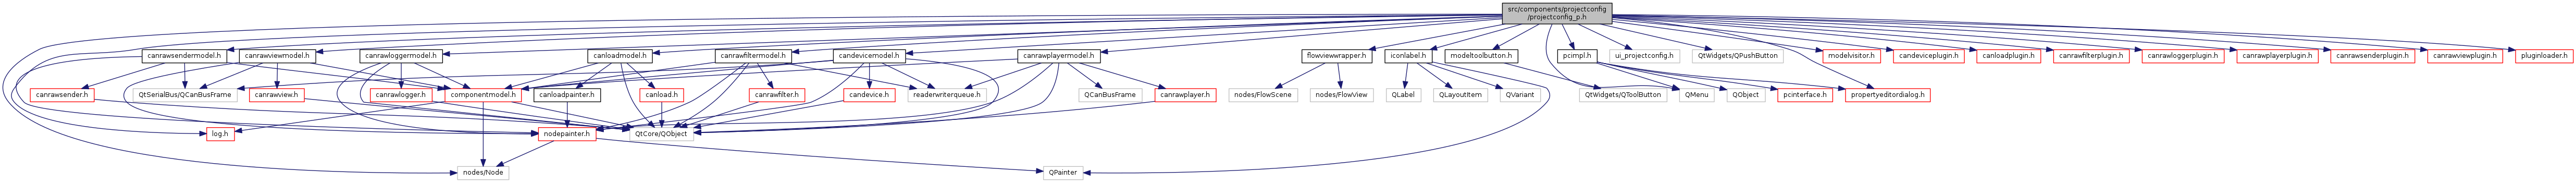 src/components/projectconfig
/projectconfig_p.h
canrawsendermodel.h
canrawviewmodel.h
canrawloggermodel.h
canloadmodel.h
canrawfiltermodel.h
candevicemodel.h
canrawplayermodel.h
flowviewwrapper.h
iconlabel.h
modeltoolbutton.h
pcimpl.h
ui_projectconfig.h
QtWidgets/QPushButton
modelvisitor.h
candeviceplugin.h
canloadplugin.h
canrawfilterplugin.h
canrawloggerplugin.h
canrawplayerplugin.h
canrawsenderplugin.h
canrawviewplugin.h
pluginloader.h
canrawsender.h
QtSerialBus/QCanBusFrame
canrawview.h
canrawlogger.h
componentmodel.h
canloadpainter.h
canload.h
canrawfilter.h
candevice.h
readerwriterqueue.h
QCanBusFrame
canrawplayer.h
nodes/FlowScene
nodes/FlowView
QLabel
QLayoutItem
QVariant
QtWidgets/QToolButton
QMenu
QObject
pcinterface.h
propertyeditordialog.h
log.h
nodepainter.h
QtCore/QObject
nodes/Node
QPainter